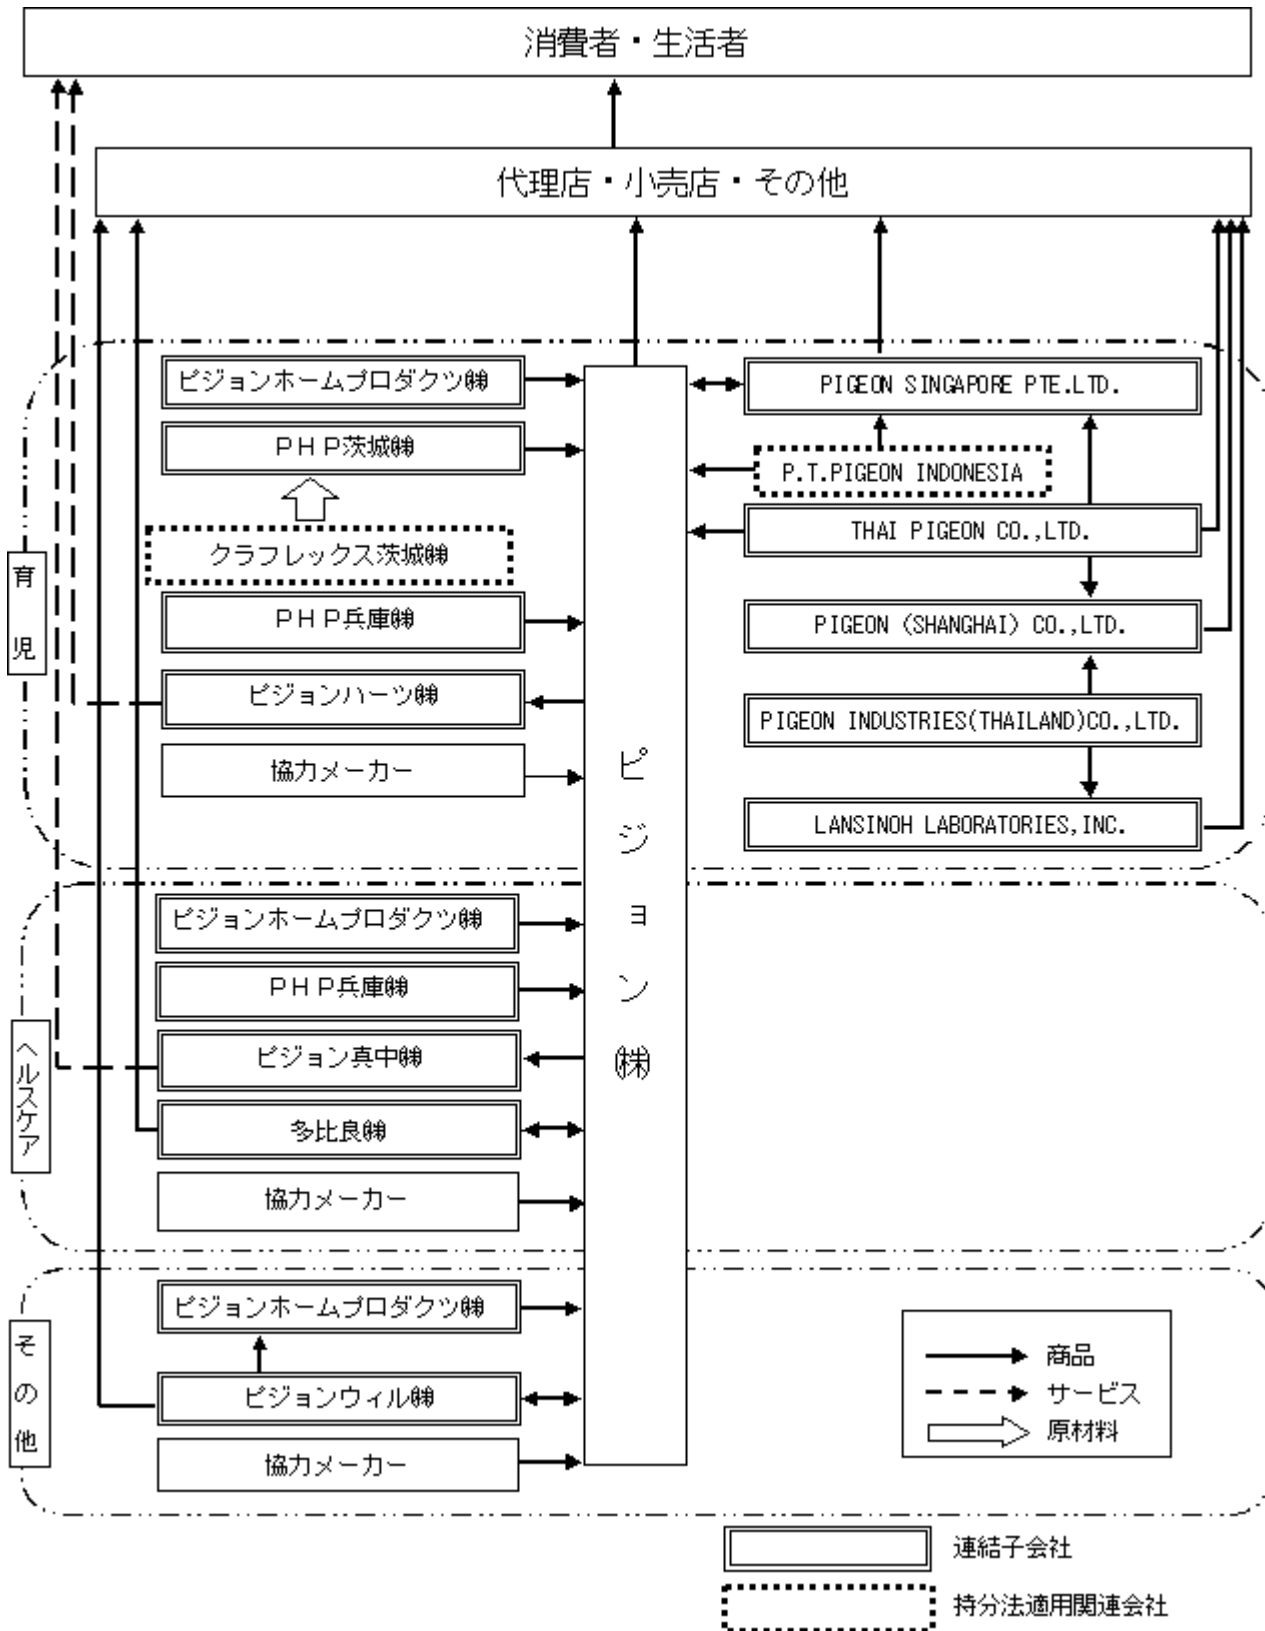 消費者・生活者
代理店・小売店・その他
育児
ピジョンホームプロダクツ㈱
PHP茨城㈱
クラフレックス茨城㈱
PHP兵庫㈱
ピジョンハーツ㈱
協力メーカー
ピジョン㈱
PIGEON SINGAPORE PTE.LTD.
P.T.PIGEON INDONESIA
THAI PIGEON CO.,LTD.
PIGEON (SHANGHAI) CO.,LTD.
PIGEON INDUSTRIES(THAILAND)CO.,LTD.
LANSINOH LABORATORIES,INC.
ヘルスケア
ピジョンホームプロダクツ㈱
PHP兵庫㈱
ピジョン真中㈱
多比良㈱
協力メーカー
その他
ピジョンホームプロダクツ㈱
ピジョンウィル㈱
協力メーカー
商品
サービス
原材料
連結子会社
持分法適用関連会社